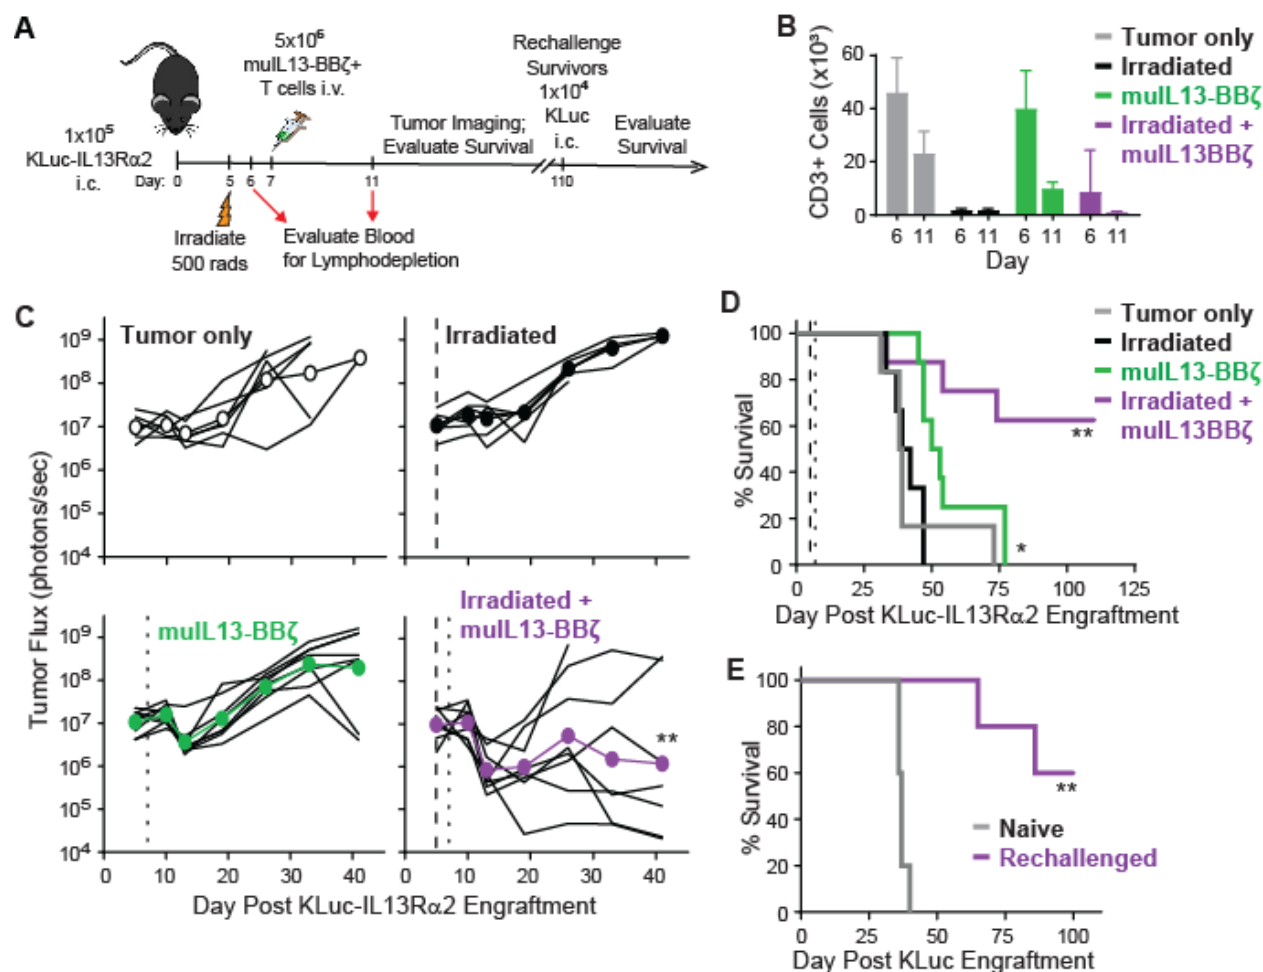 A
5x10⁶
muIL13-BBζ+
T cells i.v.
Rechallenge
Survivors
1x10⁴
KLuc
i.c.
1x10⁵
KLuc-IL13Rα2
i.c.
Tumor Imaging;
Evaluate Survival
Evaluate
Survival
Day: 0 5 6 7 11 110
Irradiate
500 rads
Evaluate Blood
for Lymphodepletion
B
CD3+ Cells (x10³)
60
40
20
0
6 11 6 11 6 11 6 11
Day
Tumor only
Irradiated
muIL13-BBζ
Irradiated +
muIL13BBζ
C
Tumor Flux (photons/sec)
Tumor only
Irradiated
10⁹
10⁸
10⁷
10⁶
10⁵
10⁴
muIL13-BBζ
Irradiated +
muIL13-BBζ
10⁹
10⁸
10⁷
10⁶
10⁵
10⁴
**
0 10 20 30 40 0 10 20 30 40
Day Post KLuc-IL13Rα2 Engraftment
D
Tumor only
Irradiated
muIL13-BBζ
Irradiated +
muIL13BBζ
% Survival
100
80
60
40
20
0
**
*
0 25 50 75 100 125
Day Post KLuc-IL13Rα2 Engraftment
E
% Survival
100
80
60
40
20
0
**
Naive
Rechallenged
0 25 50 75 100
Day Post KLuc Engraftment